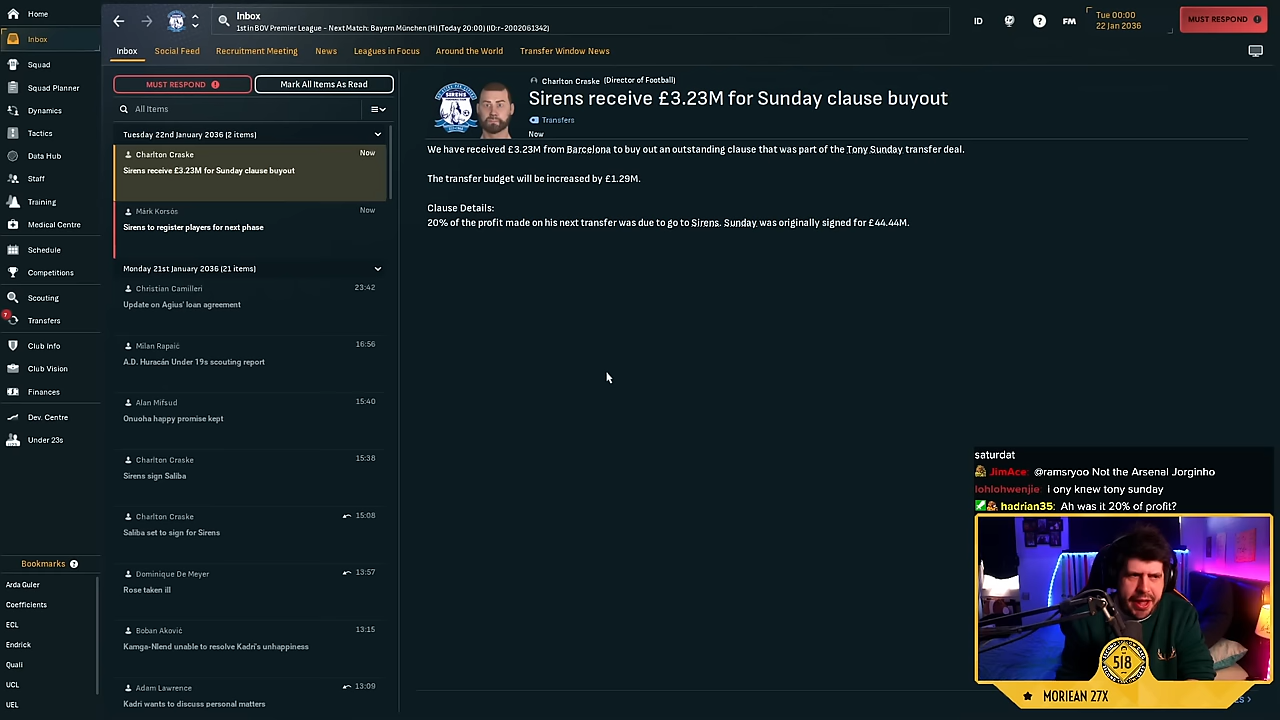 Home
Inbox
Squad
Squad Planner
Dynamics
Tactics
Data Hub
Staff
Training
Medical Centre
Schedule
Competitions
Scouting
7
Transfers
Club Info
Club Vision
Finances
Dev. Centre
Under 23s
Bookmarks ?
Arda Guler
Coefficients
ECL
Endrick
Quali
UCL
UEL
Inbox
1st in BOV Premier League - Next Match: Bayern München (H) (Today 20:00) (ID:r-2002061342)
ID
?
FM
Tue 00:00
22 Jan 2036
MUST RESPOND
Inbox
Social Feed
Recruitment Meeting
News
Leagues in Focus
Around the World
Transfer Window News
MUST RESPOND
Mark All Items As Read
All Items
Tuesday 22nd January 2036 (2 items)
Charlton Craske
Now
Sirens receive £3.23M for Sunday clause buyout
Márk Korsós
Now
Sirens to register players for next phase
Monday 21st January 2036 (21 items)
Christian Camilleri
23:42
Update on Agius' loan agreement
Milan Rapaić
16:56
A.D. Huracán Under 19s scouting report
Alan Mifsud
15:40
Onuoha happy promise kept
Charlton Craske
15:38
Sirens sign Saliba
Charlton Craske
15:08
Saliba set to sign for Sirens
Dominique De Meyer
13:57
Rose taken ill
Boban Aković
13:15
Kamga-Nlend unable to resolve Kadri's unhappiness
Adam Lawrence
13:09
Kadri wants to discuss personal matters
SIRENS
Charlton Craske (Director of Football)
Sirens receive £3.23M for Sunday clause buyout
Transfers
Now
We have received £3.23M from Barcelona to buy out an outstanding clause that was part of the Tony Sunday transfer deal.
The transfer budget will be increased by £1.29M.
Clause Details:
20% of the profit made on his next transfer was due to go to Sirens. Sunday was originally signed for £44.44M.
saturdat
JimAce: @ramsryoo Not the Arsenal Jorginho
lohlohwenjie: i ony knew tony sunday
hadrian35: Ah was it 20% of profit?
518
MORIEAN 27X